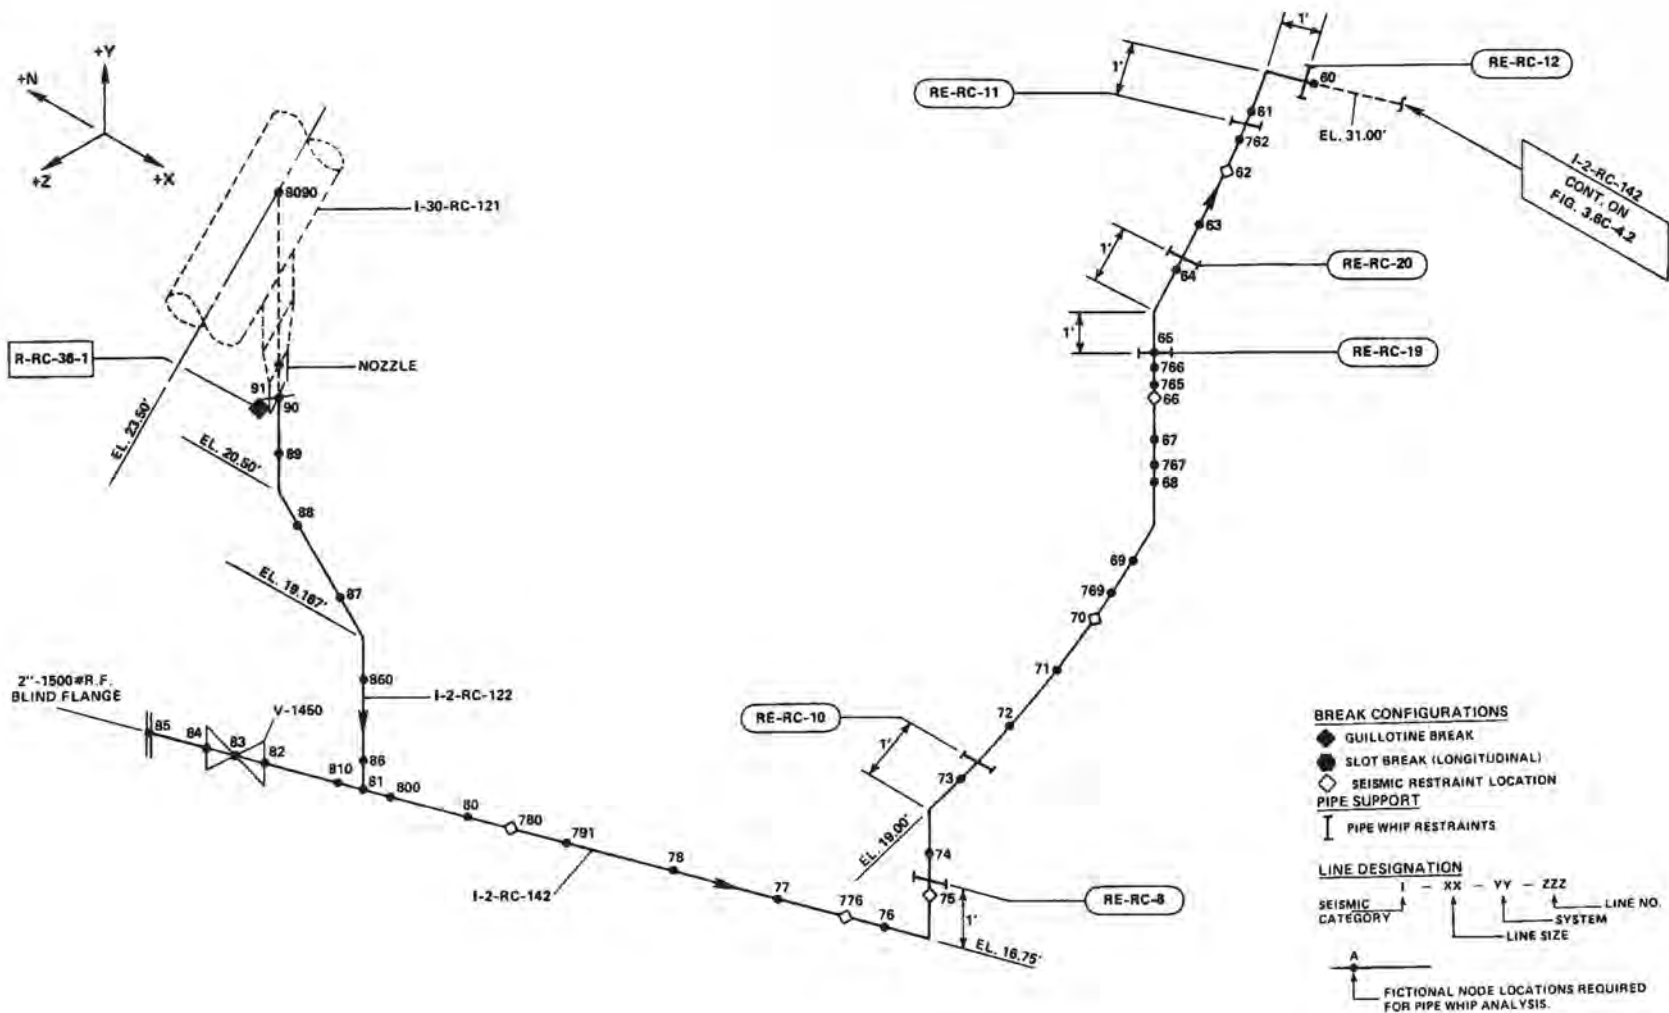 +Y
+N
+Z
+X
8090
I-30-RC-121
R-RC-36-1
91
90
NOZZLE
EL. 23.50'
EL. 20.50'
89
88
EL. 19.167'
87
860
I-2-RC-122
2"-1500#R.F.
BLIND FLANGE
85
84
83
V-1460
82
86
810
81
800
80
780
791
I-2-RC-142
78
77
776
76
75
74
1'
EL. 16.75'
RE-RC-8
EL. 19.00'
73
1'
RE-RC-10
72
71
70
769
69
68
767
67
66
765
766
65
1'
RE-RC-19
64
1'
RE-RC-20
63
62
762
61
RE-RC-11
1'
1'
60
RE-RC-12
EL. 31.00'
I-2-RC-142
CONT. ON
FIG. 3.6C-4.2
BREAK CONFIGURATIONS
GUILLOTINE BREAK
SLOT BREAK (LONGITUDINAL)
SEISMIC RESTRAINT LOCATION
PIPE SUPPORT
PIPE WHIP RESTRAINTS
LINE DESIGNATION
I - XX - YY - ZZZ
SEISMIC
CATEGORY
LINE NO.
SYSTEM
LINE SIZE
A
FICTIONAL NODE LOCATIONS REQUIRED
FOR PIPE WHIP ANALYSIS.